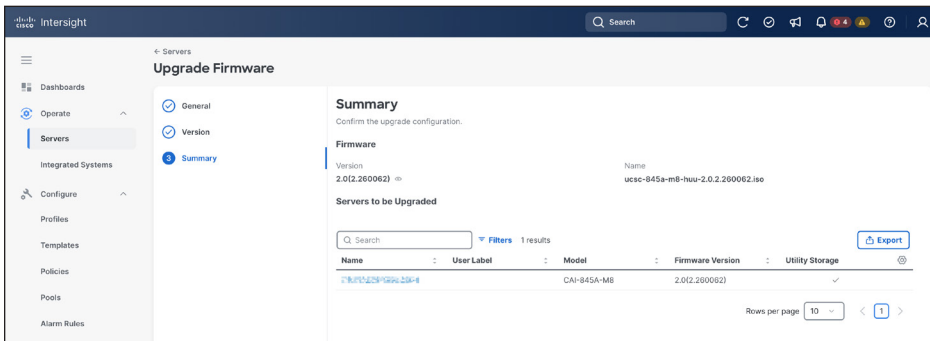 cisco Intersight
Search
4
← Servers
Upgrade Firmware
Dashboards
Operate
Servers
Integrated Systems
Configure
Profiles
Templates
Policies
Pools
Alarm Rules
General
Version
3 Summary
Summary
Confirm the upgrade configuration.
Firmware
Version
2.0(2.260062)
Name
ucsc-845a-m8-huu-2.0.2.260062.iso
Servers to be Upgraded
Search
Filters 1 results
Export
Name User Label Model Firmware Version Utility Storage
CAI-845A-M8 2.0(2.260062)
Rows per page 10 1